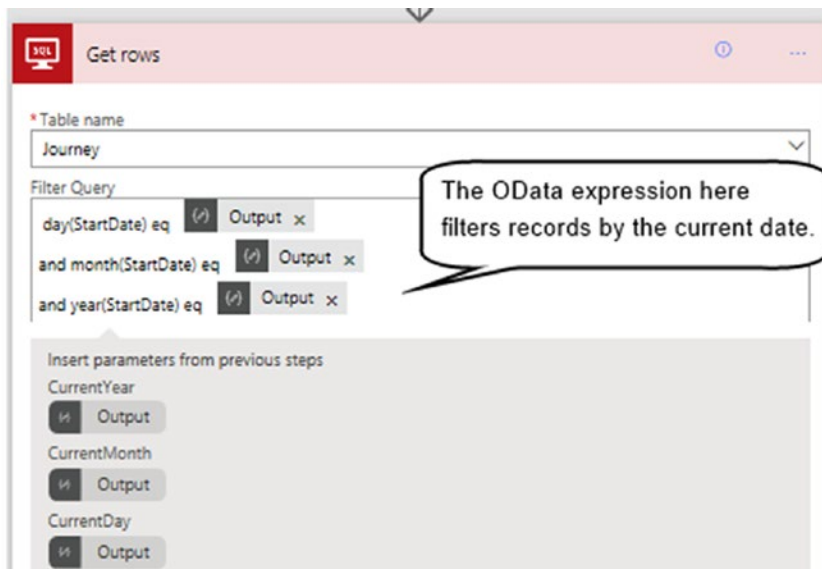 SQL
Get rows
* Table name
Journey
Filter Query
day(StartDate) eq Output x
and month(StartDate) eq Output x
and year(StartDate) eq Output x
The OData expression here
filters records by the current date.
Insert parameters from previous steps
CurrentYear
Output
CurrentMonth
Output
CurrentDay
Output